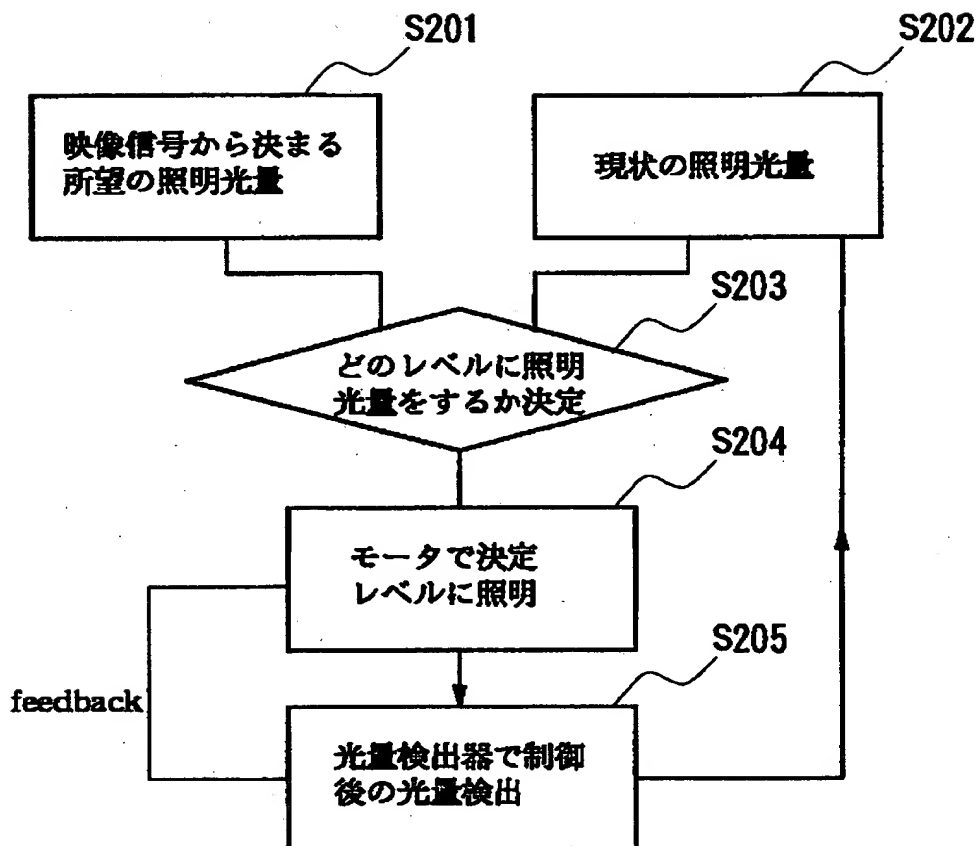 S201
映像信号から決まる
所望の照明光量
S202
現状の照明光量
S203
どのレベルに照明
光量をするか決定
S204
モータで決定
レベルに照明
S205
feedback
光量検出器で制御
後の光量検出